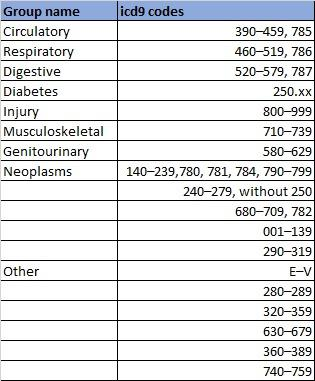 Group name icd9 codes
Circulatory 390–459, 785
Respiratory 460–519, 786
Digestive 520–579, 787
Diabetes 250.xx
Injury 800–999
Musculoskeletal 710–739
Genitourinary 580–629
Neoplasms 140–239,780, 781, 784, 790–799
240–279, without 250
680–709, 782
001–139
290–319
Other E–V
280–289
320–359
630–679
360–389
740–759